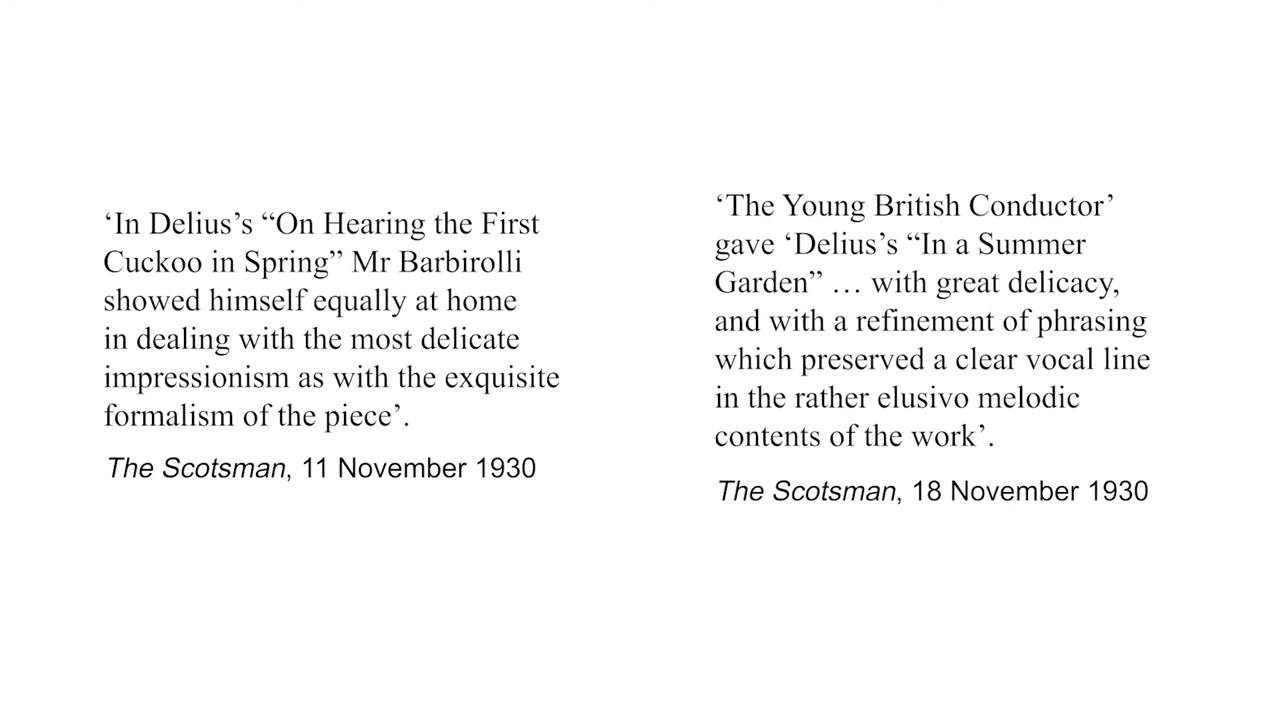 ‘In Delius’s “On Hearing the First
Cuckoo in Spring” Mr Barbirolli
showed himself equally at home
in dealing with the most delicate
impressionism as with the exquisite
formalism of the piece’.
The Scotsman, 11 November 1930
‘The Young British Conductor’
gave ‘Delius’s “In a Summer
Garden” … with great delicacy,
and with a refinement of phrasing
which preserved a clear vocal line
in the rather elusivo melodic
contents of the work’.
The Scotsman, 18 November 1930